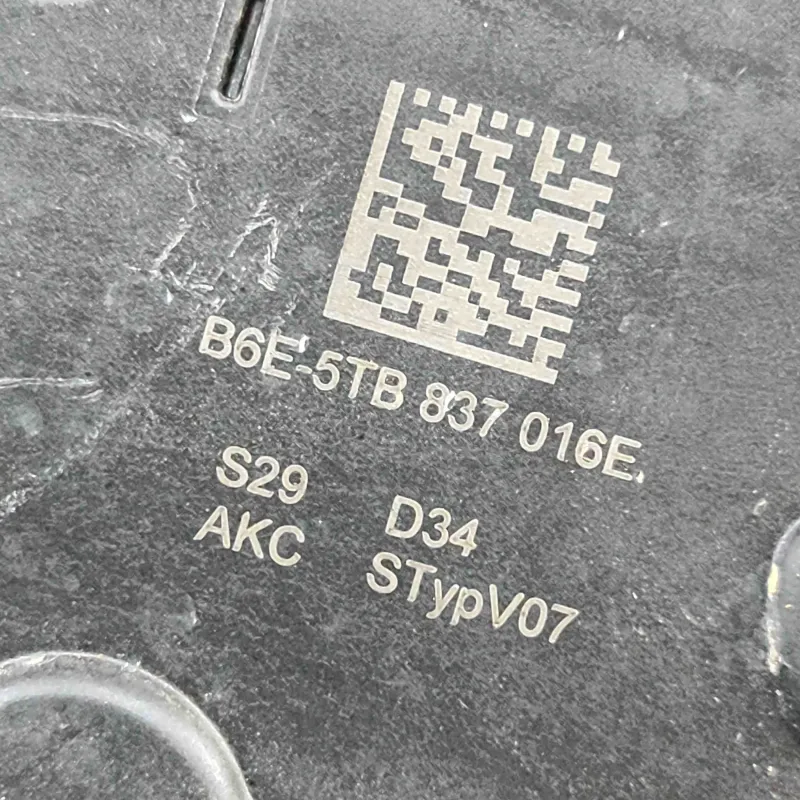 B6E-5TB 837 016E
S29 D34
AKC STypV07